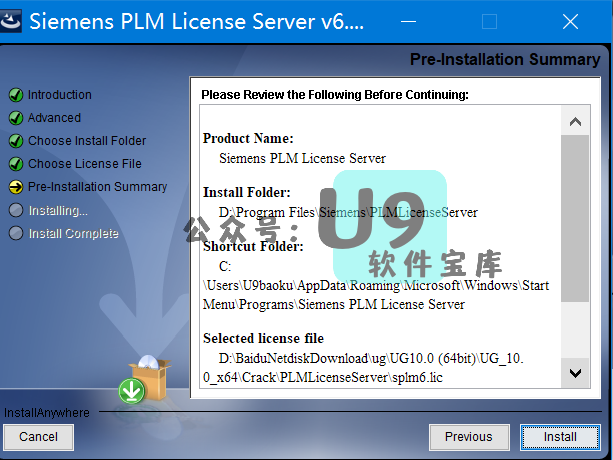 Siemens PLM License Server v6....
Pre-Installation Summary
Introduction
Advanced
Choose Install Folder
Choose License File
Pre-Installation Summary
Installing...
Install Complete
Please Review the Following Before Continuing:
Product Name:
Siemens PLM License Server
Install Folder:
D:\Program Files\Siemens\PLMLicenseServer
公众号：
U9
软件宝库
Shortcut Folder:
C:
\Users\U9baoku\AppData\Roaming\Microsoft\Windows\Start
Menu\Programs\Siemens PLM License Server
Selected license file
D:\BaiduNetdiskDownload\ug\UG10.0 (64bit)\UG_10.
0_x64\Crack\PLMLicenseServer\splm6.lic
InstallAnywhere
Cancel
Previous
Install